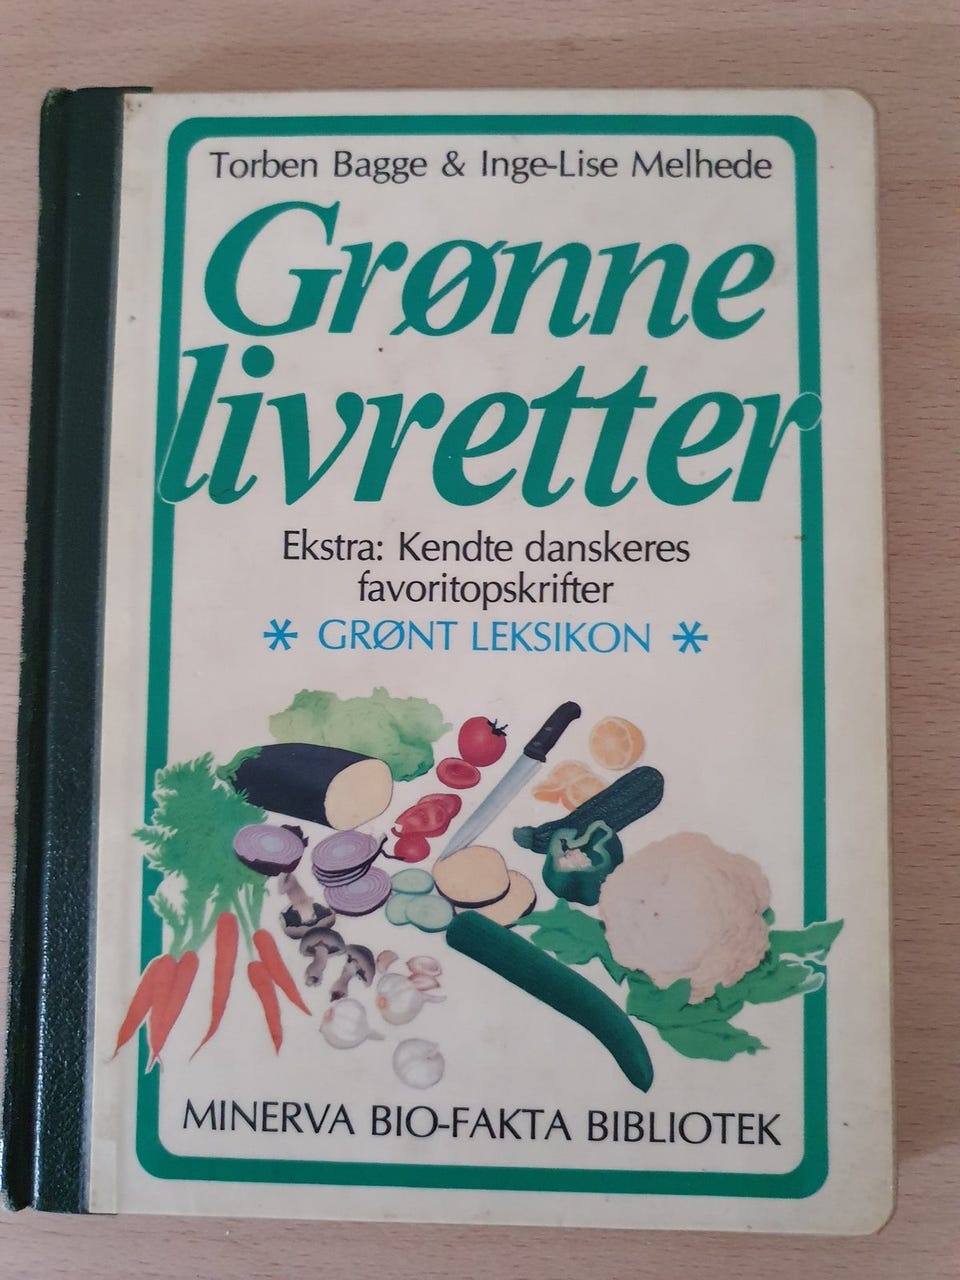 Torben Bagge & Inge-Lise Melhede
Grønne
livretter
Ekstra: Kendte danskeres
favoritopskrifter
* GRØNT LEKSIKON *
MINERVA BIO-FAKTA BIBLIOTEK